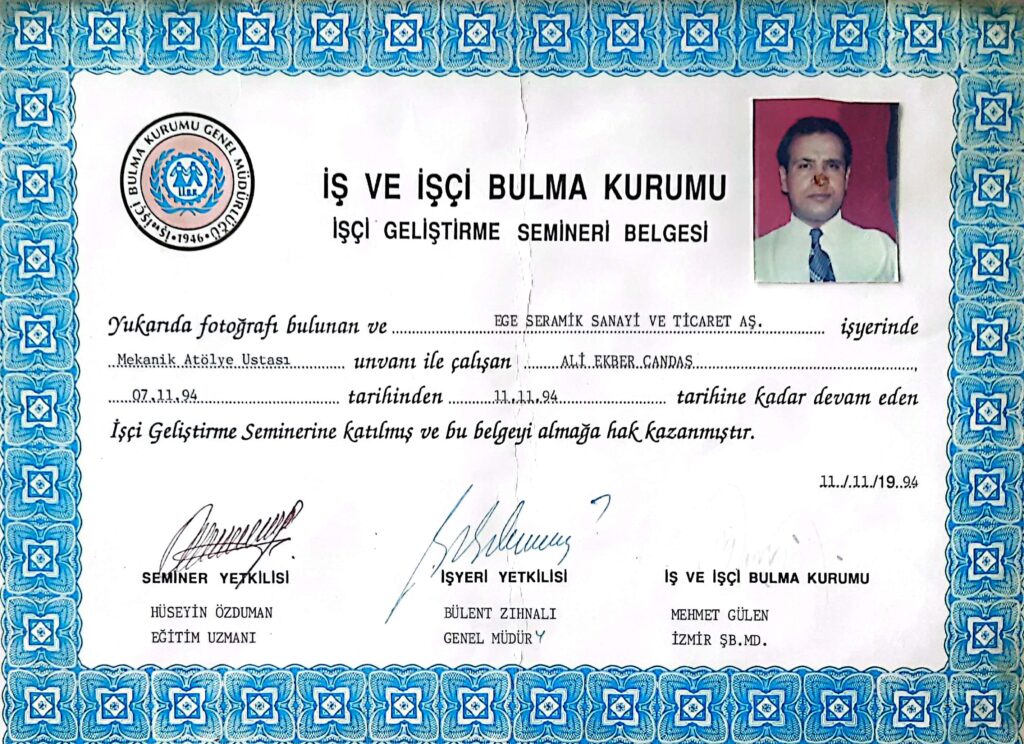 İŞ ve İŞÇİ BULMA KURUMU GENEL MÜDÜRLÜĞÜ
•1946•
İŞ VE İŞÇİ BULMA KURUMU
İŞÇİ GELİŞTİRME SEMİNERİ BELGESİ
Yukarıda fotoğrafı bulunan ve EGE SERAMİK SANAYİ VE TİCARET AŞ. işyerinde
Mekanik Atölye Ustası unvanı ile çalışan ALİ EKBER CANDAŞ,
07.11.94 tarihinden 11.11.94 tarihine kadar devam eden
İşçi Geliştirme Seminerine katılmış ve bu belgeyi almağa hak kazanmıştır.
11./.11./19.94
SEMİNER YETKİLİSİ İŞYERİ YETKİLİSİ İŞ VE İŞÇİ BULMA KURUMU
HÜSEYİN ÖZDUMAN BÜLENT ZIHNALI MEHMET GÜLEN
EĞİTİM UZMANI GENEL MÜDÜR İZMİR ŞB.MD.